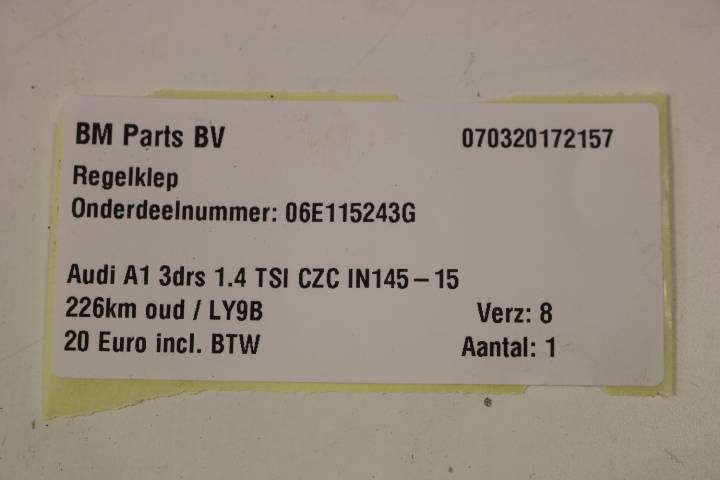 BM Parts BV 070320172157
Regelklep
Onderdeelnummer: 06E115243G
Audi A1 3drs 1.4 TSI CZC IN145-15
226km oud / LY9B Verz: 8
20 Euro incl. BTW Aantal: 1